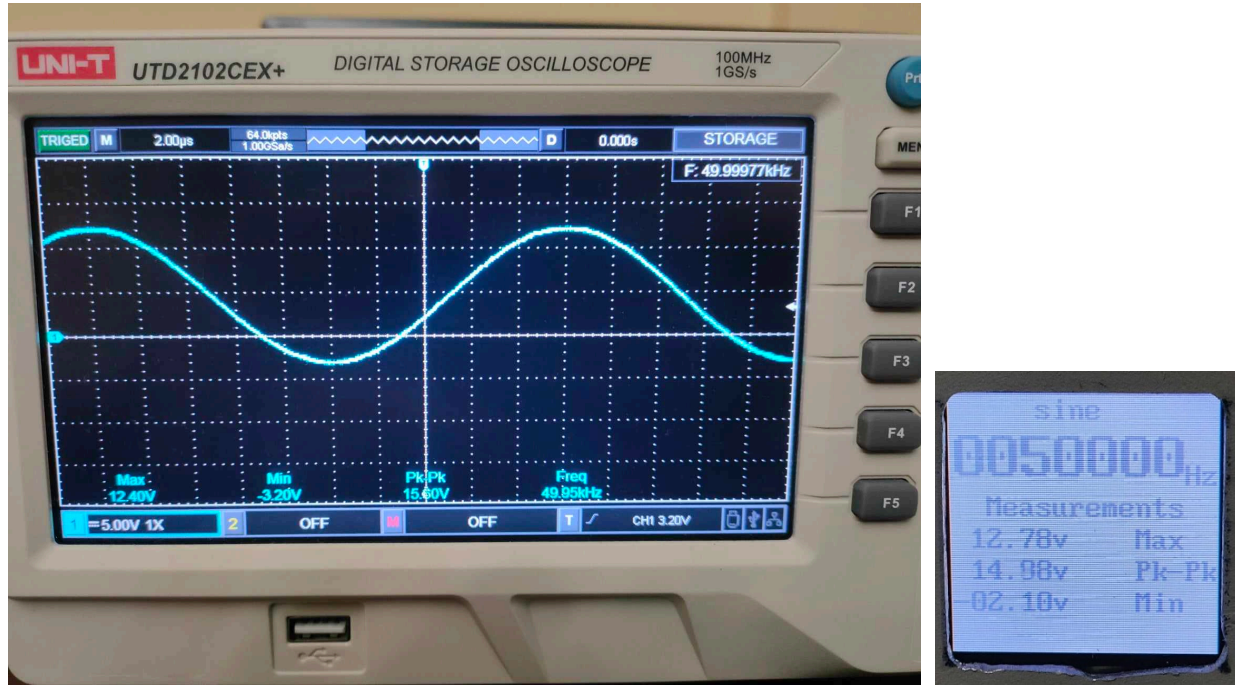 UNI-T UTD2102CEX+ DIGITAL STORAGE OSCILLOSCOPE 100MHz
1GS/s
TRIGED M 2.00µs 64.0kpts
1.00GSa/s
D 0.000s STORAGE
F: 49.99977kHz
T
1
Max Min Pk-Pk Freq
12.40V -3.20V 15.60V 49.95kHz
1 =5.00V 1X 2 OFF M OFF T CH1 3.20V
F1
F2
F3
F4
F5
sine
0050000Hz
Measurements
12.78v Max
14.98v Pk-Pk
-02.10v Min